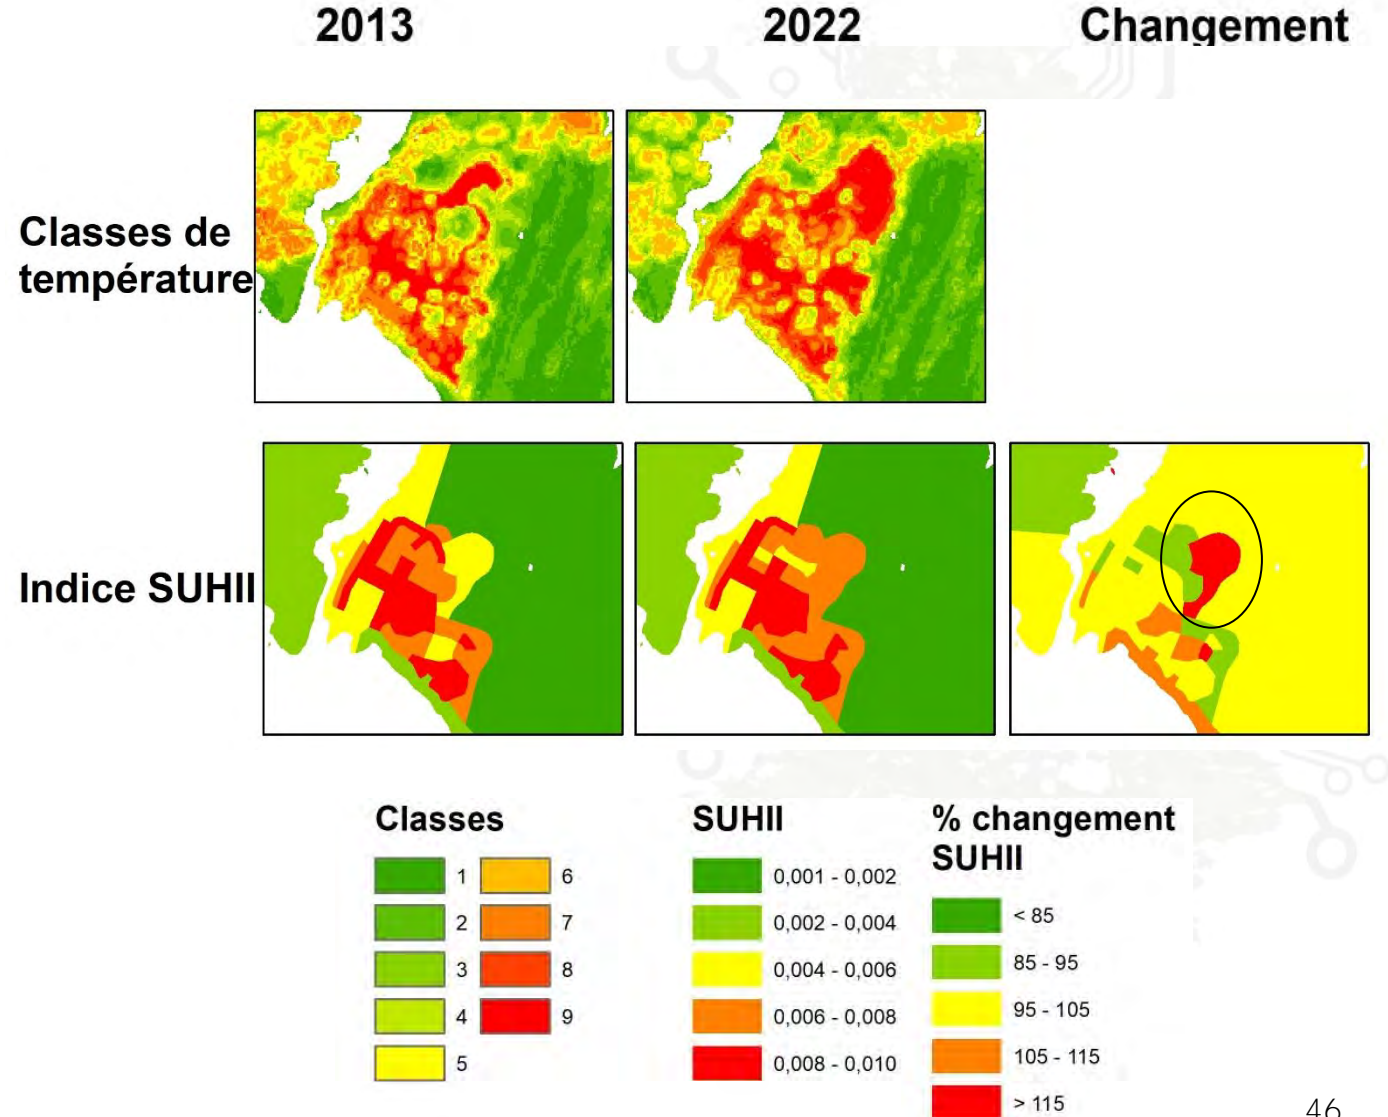 2013
2022
Changement
Classes de
température
Indice SUHII
Classes
1
2
3
4
5
6
7
8
9
SUHII
0,001 - 0,002
0,002 - 0,004
0,004 - 0,006
0,006 - 0,008
0,008 - 0,010
% changement
SUHII
< 85
85 - 95
95 - 105
105 - 115
> 115
46